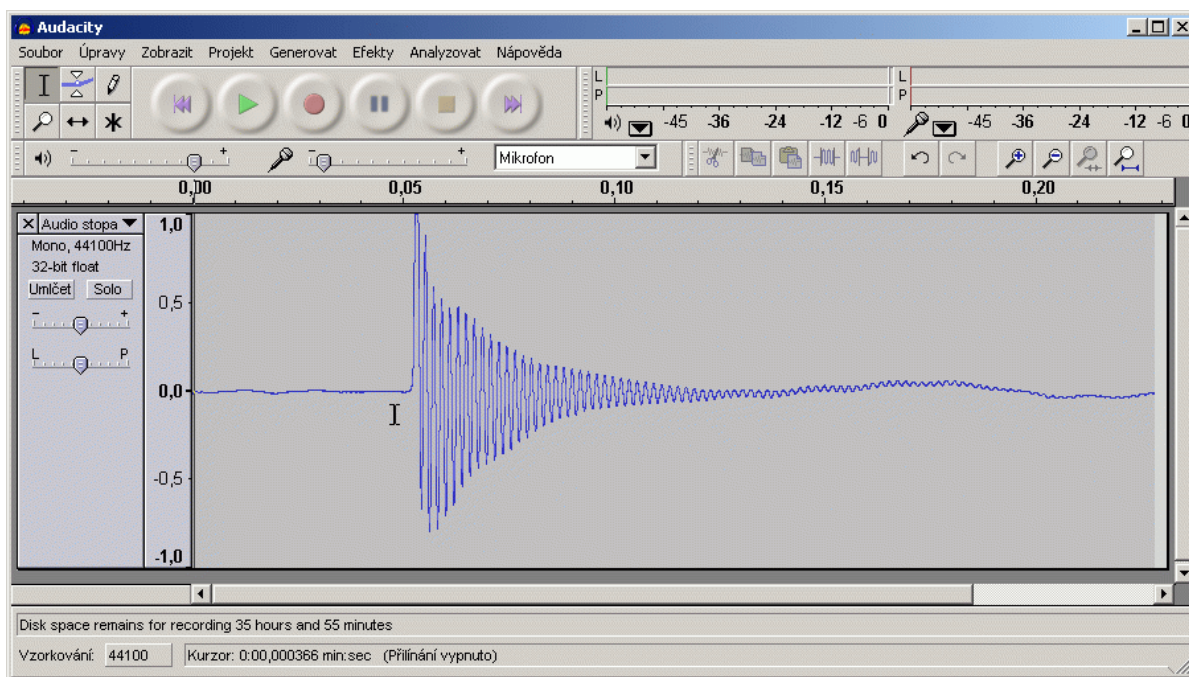 Audacity
Soubor Úpravy Zobrazit Projekt Generovat Efekty Analyzovat Nápověda
L
P
-45 -36 -24 -12 -6 0
L
P
-45 -36 -24 -12 -6 0
- +
- +
Mikrofon
0,00 0,05 0,10 0,15 0,20
Audio stopa
Mono, 44100Hz
32-bit float
Umlčet Solo
- +
L P
1,0
0,5
0,0
-0,5
-1,0
Disk space remains for recording 35 hours and 55 minutes
Vzorkování: 44100 Kurzor: 0:00,000366 min:sec (Přilínání vypnuto)